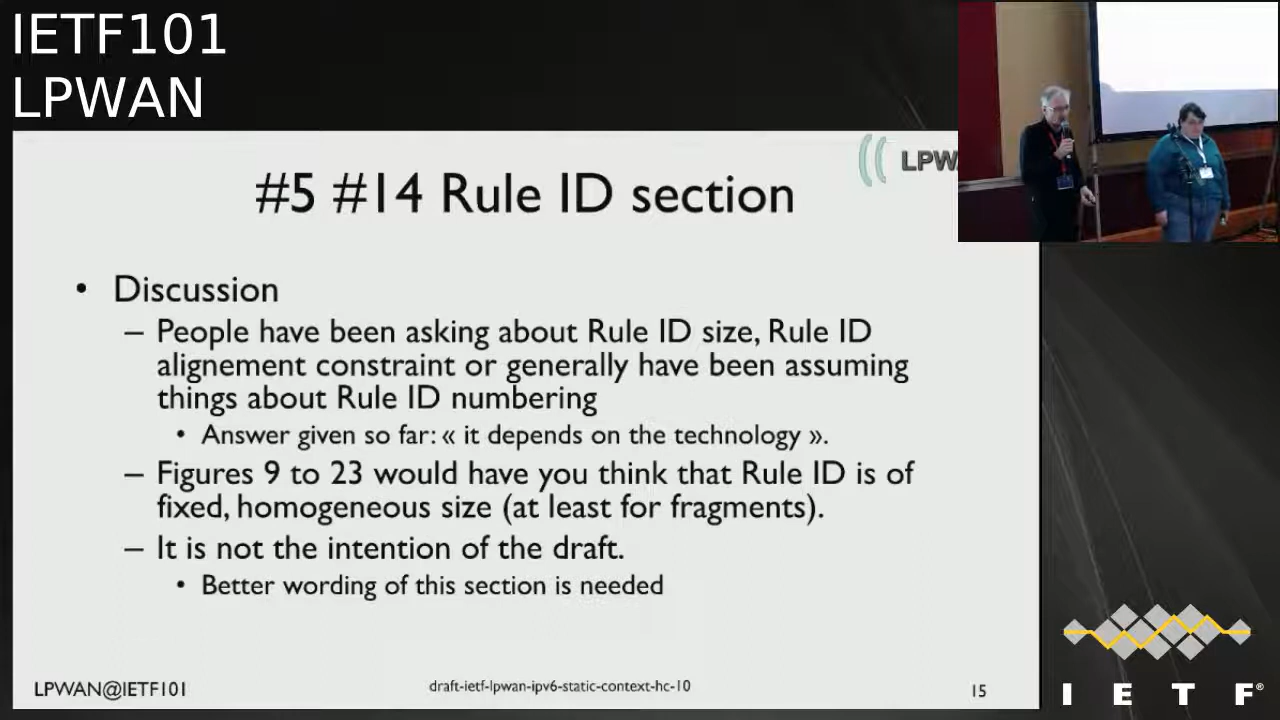 IETF101
LPWAN
LPW
#5 #14 Rule ID section
• Discussion
– People have been asking about Rule ID size, Rule ID
alignement constraint or generally have been assuming
things about Rule ID numbering
• Answer given so far: « it depends on the technology ».
– Figures 9 to 23 would have you think that Rule ID is of
fixed, homogeneous size (at least for fragments).
– It is not the intention of the draft.
• Better wording of this section is needed
LPWAN@IETF101
draft-ietf-lpwan-ipv6-static-context-hc-10
15
I E T F®